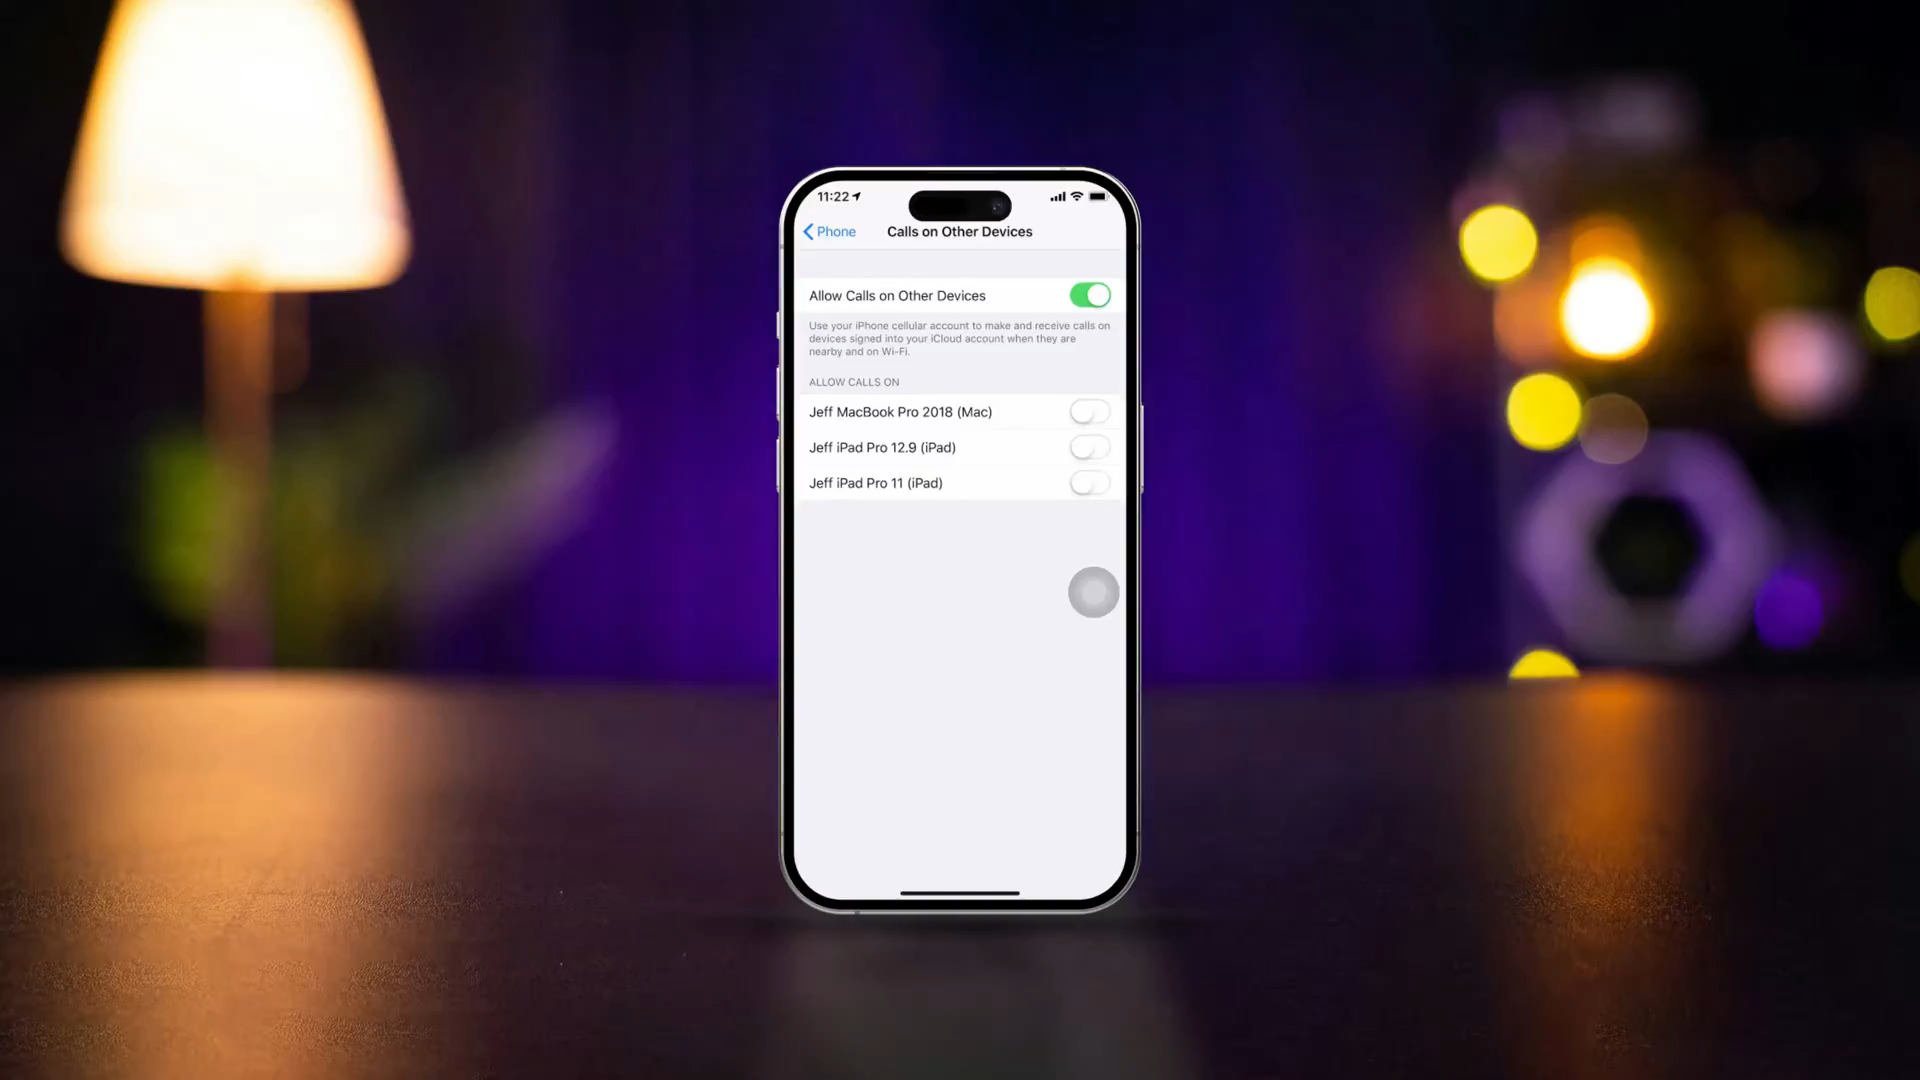 11:22
Phone
Calls on Other Devices
Allow Calls on Other Devices
Use your iPhone cellular account to make and receive calls on
devices signed into your iCloud account when they are
nearby and on Wi-Fi.
ALLOW CALLS ON
Jeff MacBook Pro 2018 (Mac)
Jeff iPad Pro 12.9 (iPad)
Jeff iPad Pro 11 (iPad)